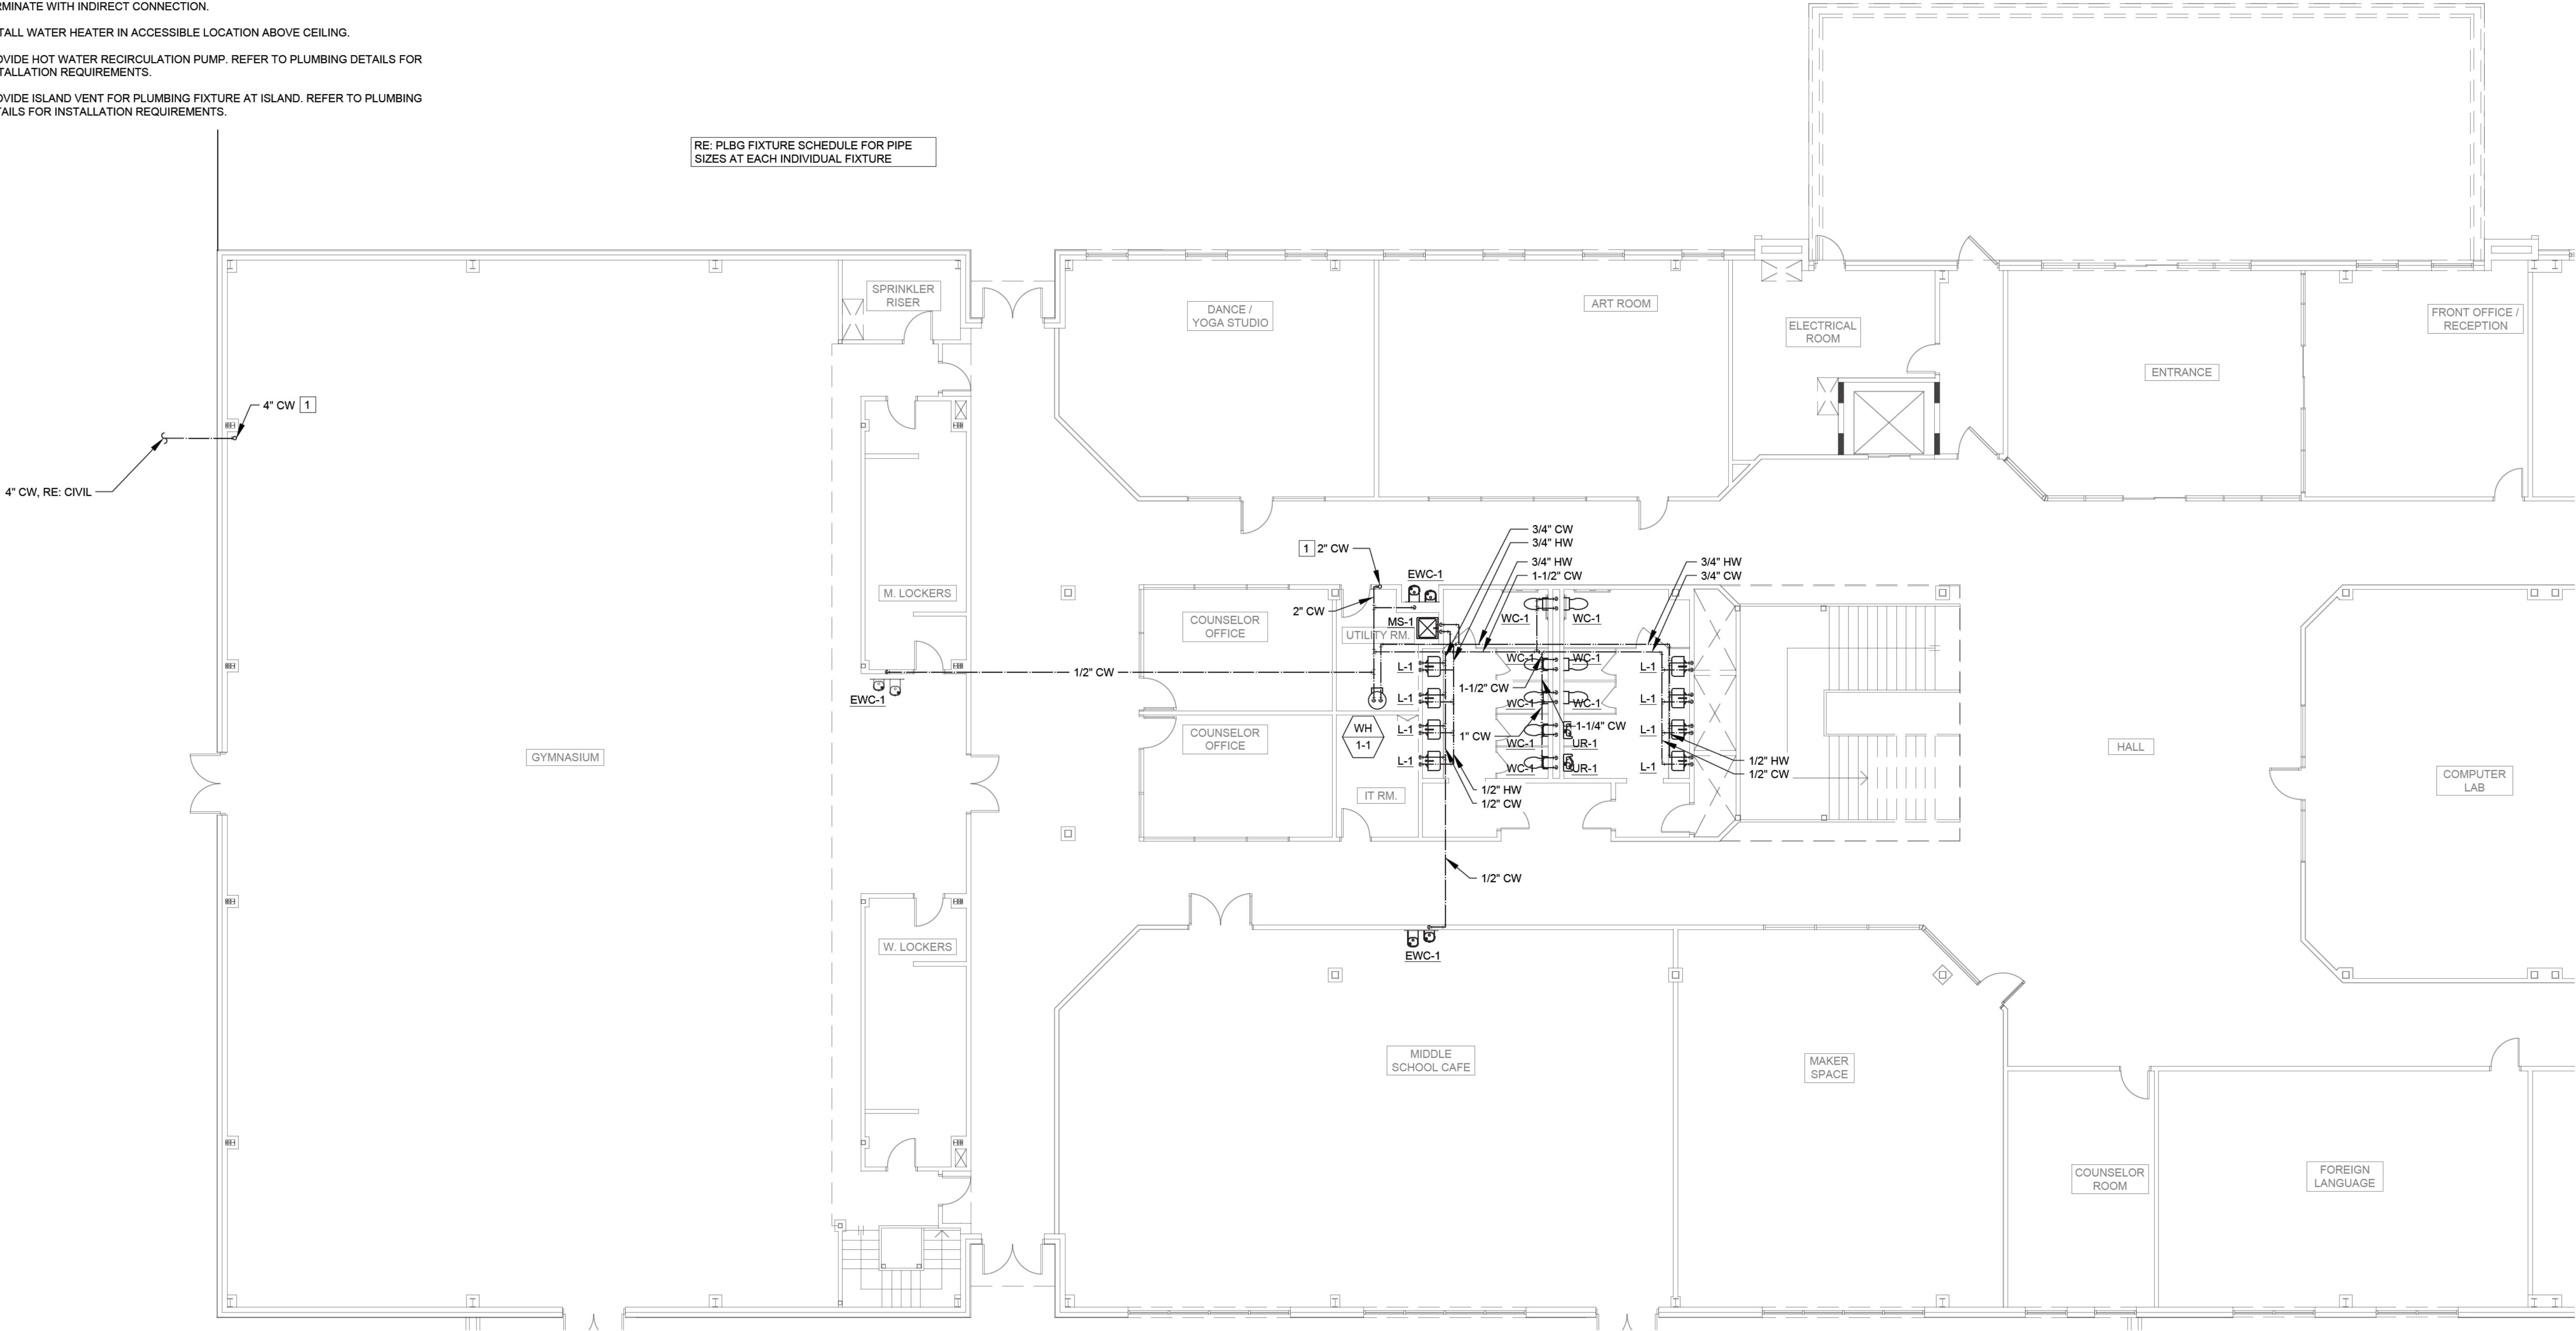 RMINATE WITH INDIRECT CONNECTION.
TALL WATER HEATER IN ACCESSIBLE LOCATION ABOVE CEILING.
OVIDE HOT WATER RECIRCULATION PUMP. REFER TO PLUMBING DETAILS FOR
TALLATION REQUIREMENTS.
OVIDE ISLAND VENT FOR PLUMBING FIXTURE AT ISLAND. REFER TO PLUMBING
TAILS FOR INSTALLATION REQUIREMENTS.
RE: PLBG FIXTURE SCHEDULE FOR PIPE
SIZES AT EACH INDIVIDUAL FIXTURE
SPRINKLER
RISER
DANCE /
YOGA STUDIO
ART ROOM
ELECTRICAL
ROOM
FRONT OFFICE /
RECEPTION
ENTRANCE
4" CW 1
4" CW, RE: CIVIL
3/4" CW
3/4" HW
1 2" CW
3/4" HW
1-1/2" CW
3/4" HW
3/4" CW
EWC-1
M. LOCKERS
2" CW
COUNSELOR
OFFICE
MS-1
UTILITY RM.
WC-1
WC-1
L-1
WC-1
WC-1
L-1
1/2" CW
1-1/2" CW
EWC-1
L-1
WC-1
WC-1
L-1
1-1/4" CW
COUNSELOR
OFFICE
WH
1-1
L-1
1" CW
WC-1
UR-1
L-1
L-1
WC-1
UR-1
L-1
GYMNASIUM
HALL
1/2" HW
1/2" CW
COMPUTER
LAB
IT RM.
1/2" HW
1/2" CW
1/2" CW
W. LOCKERS
EWC-1
MIDDLE
SCHOOL CAFE
MAKER
SPACE
COUNSELOR
ROOM
FOREIGN
LANGUAGE